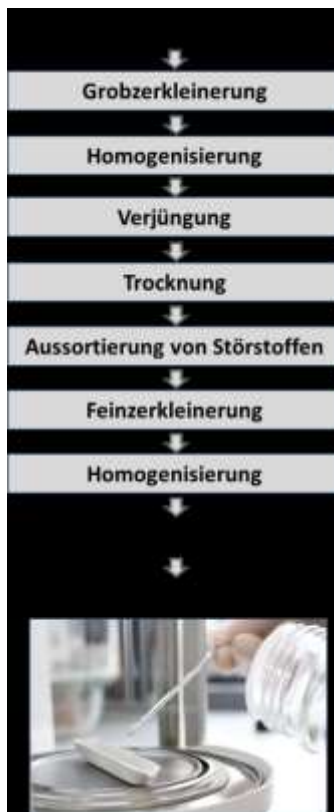 Grobzerkleinerung
Homogenisierung
Verjüngung
Trocknung
Aussortierung von Störstoffen
Feinzerkleinerung
Homogenisierung